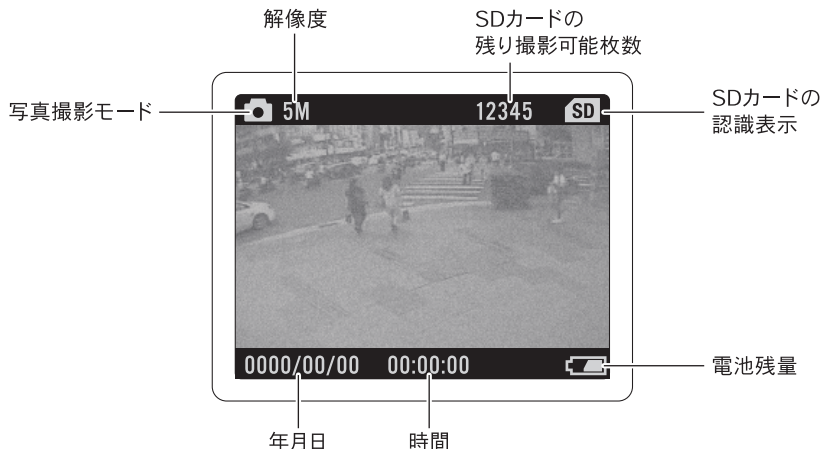 解像度
SDカードの
残り撮影可能枚数
写真撮影モード
5M
12345
SD
SDカードの
認識表示
0000/00/00
00:00:00
電池残量
年月日
時間